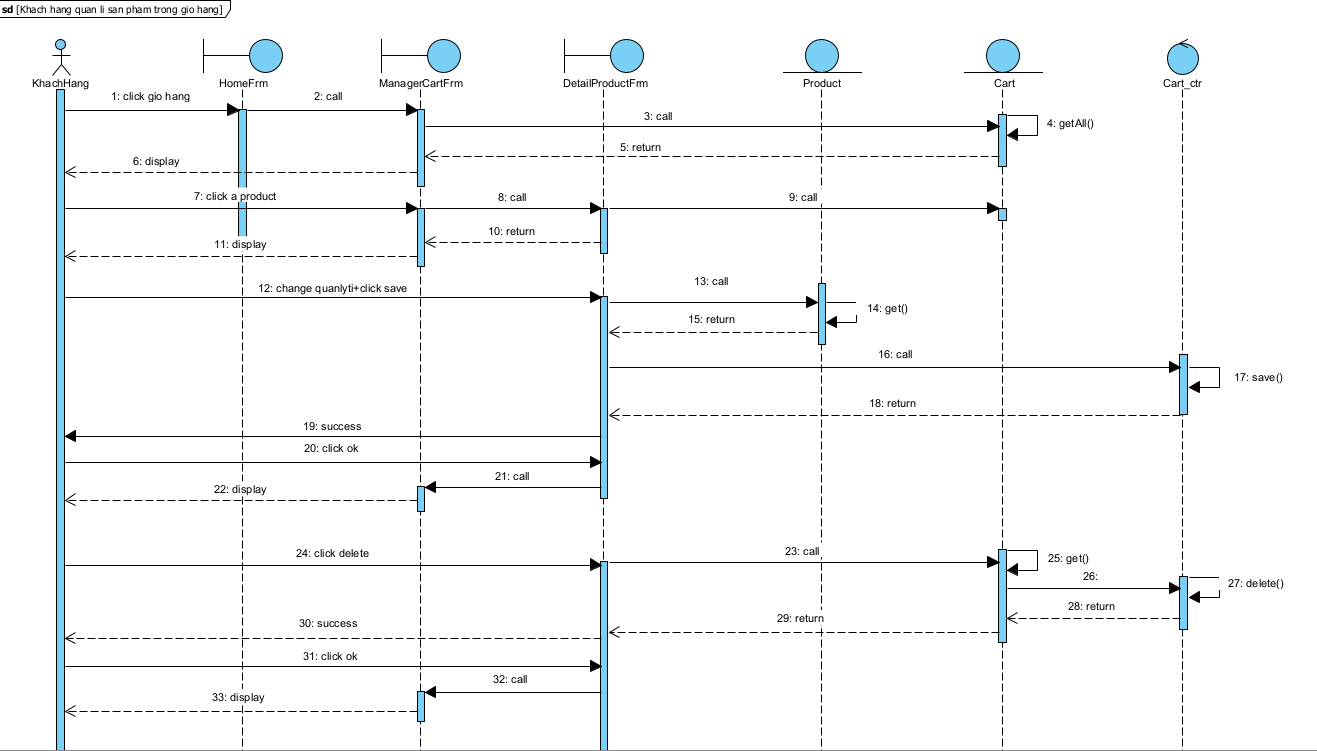 sd [Khach hang quan li san pham trong gio hang]
KhachHang
HomeFrm
ManagerCartFrm
DetailProductFrm
Product
Cart
Cart_ctr
1: click gio hang
2: call
3: call
4: getAll()
5: return
6: display
7: click a product
8: call
9: call
10: return
11: display
12: change quanlyti+click save
13: call
14: get()
15: return
16: call
17: save()
18: return
19: success
20: click ok
21: call
22: display
23: call
24: click delete
25: get()
26:
27: delete()
28: return
29: return
30: success
31: click ok
32: call
33: display